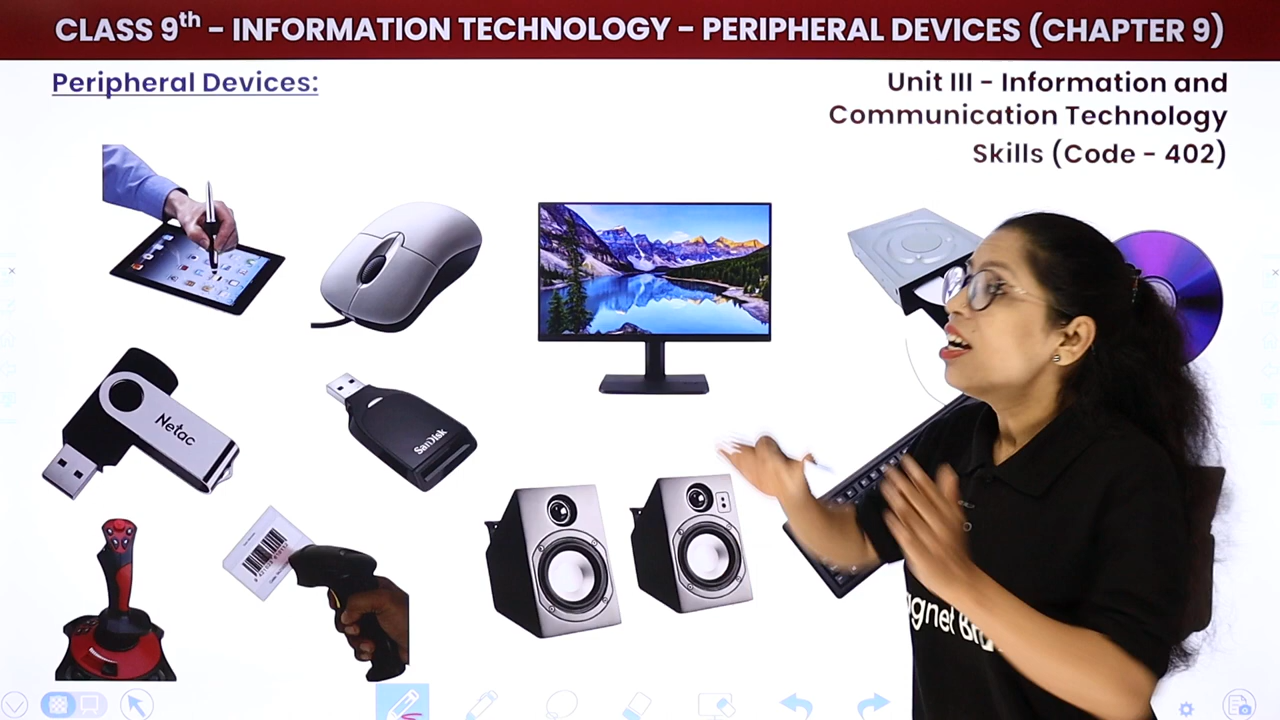 CLASS 9th – INFORMATION TECHNOLOGY – PERIPHERAL DEVICES (CHAPTER 9)
Peripheral Devices:
Unit III - Information and
Communication Technology
Skills (Code - 402)
Netac
SanDisk